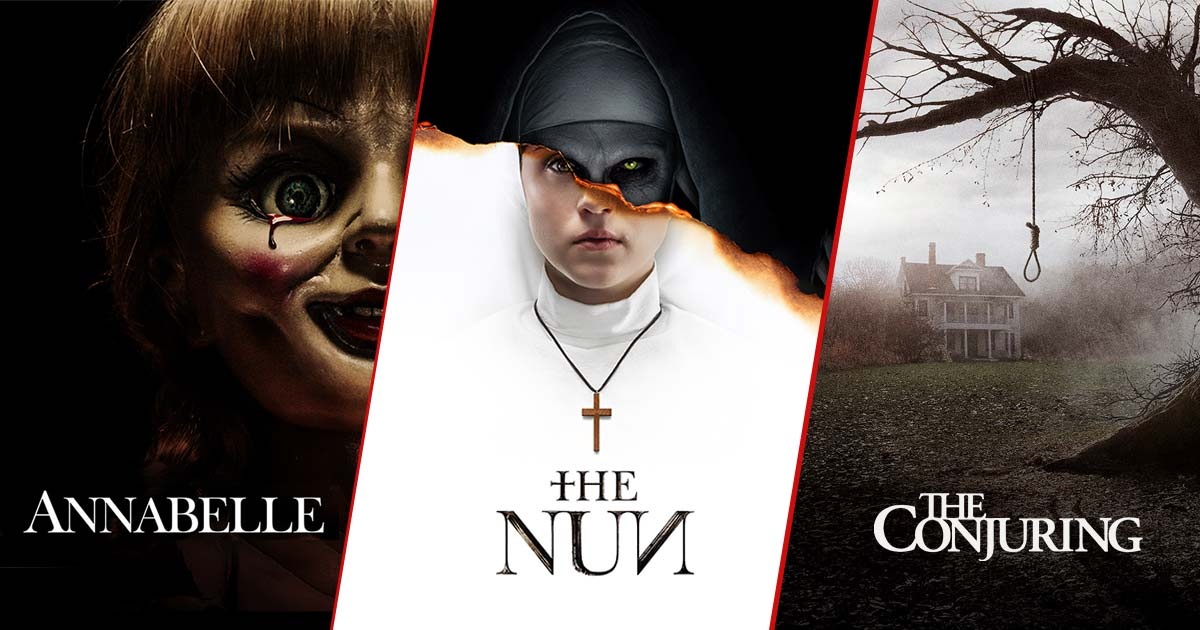 ANNABELLE
THE
NUN
THE
CONJURING